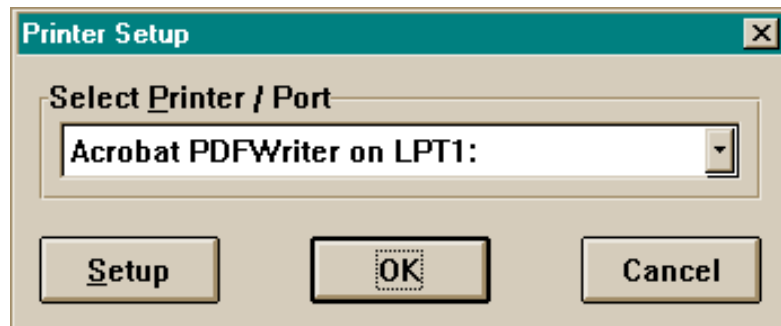 Printer Setup
Select Printer / Port
Acrobat PDFWriter on LPT1:
Setup
OK
Cancel